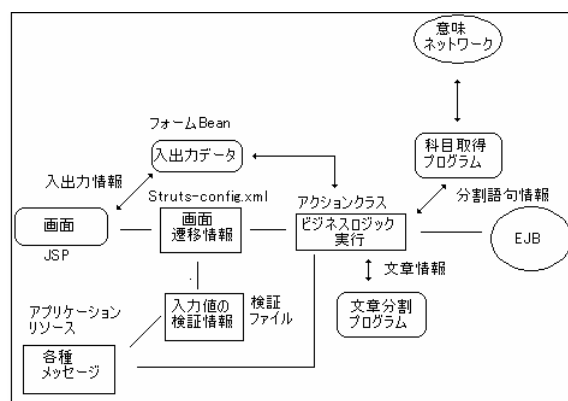 意味
ネットワーク
フォームBean
入出力データ
科目取得
プログラム
入出力情報
Struts-config.xml
アクションクラス
分割語句情報
画面
JSP
画面
遷移情報
ビジネスロジック
実行
EJB
文章情報
アプリケーション
リソース
入力値の
検証情報
検証
ファイル
文章分割
プログラム
各種
メッセージ